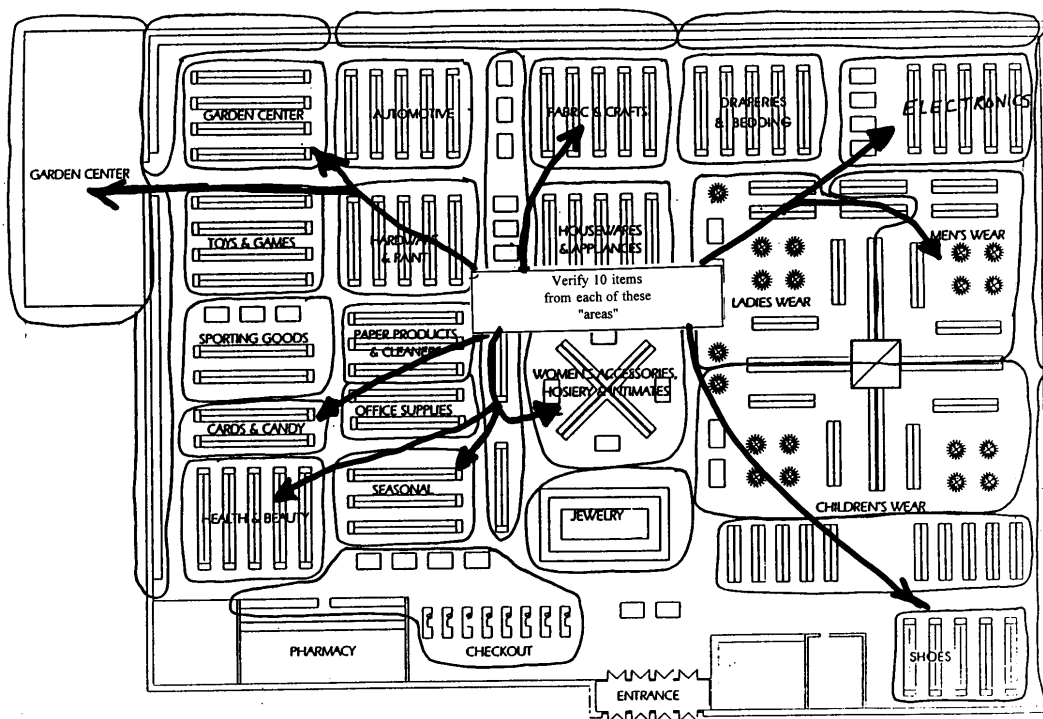 GARDEN CENTER
AUTOMOTIVE
FABRIC & CRAFTS
DRAPERIES
& BEDDING
ELECTRONICS
GARDEN CENTER
TOYS & GAMES
HARDWARE
& PAINT
HOUSEWARES
& APPLIANCES
MEN'S WEAR
Verify 10 items
from each of these
"areas"
LADIES WEAR
SPORTING GOODS
PAPER PRODUCTS
& CLEANERS
WOMEN'S ACCESSORIES,
HOSIERY & INTIMATES
CARDS & CANDY
OFFICE SUPPLIES
HEALTH & BEAUTY
SEASONAL
JEWELRY
CHILDREN'S WEAR
PHARMACY
CHECKOUT
SHOES
ENTRANCE